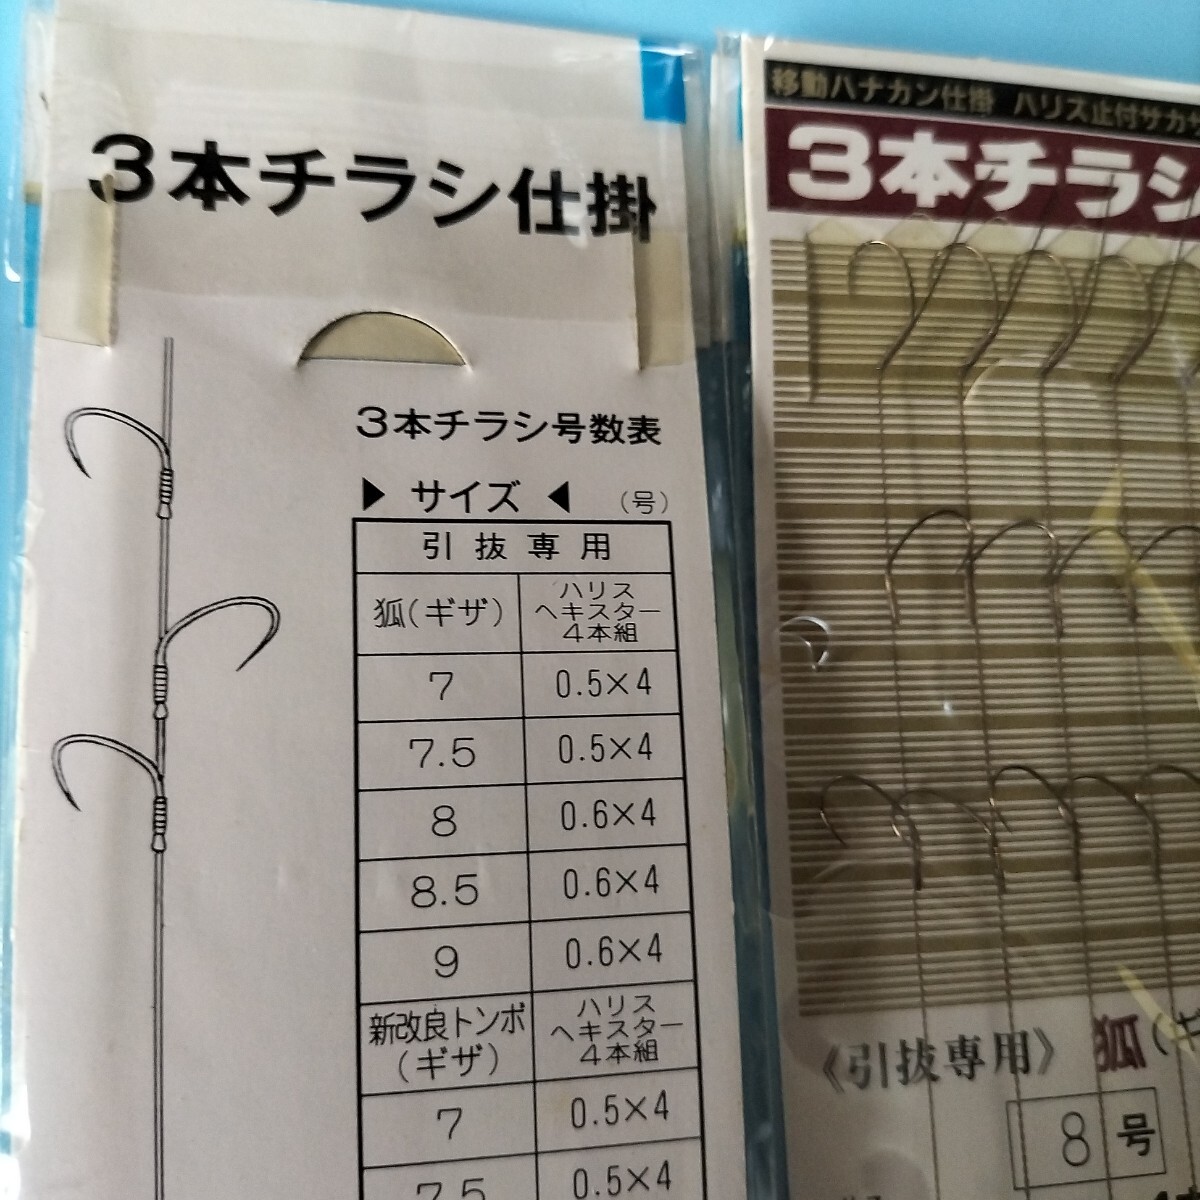 3本チラシ仕掛
3本チラシ号数表
▶ サイズ ◀ (号)
引抜専用
狐(ギザ) ハリス
ヘキスター
4本組
7 0.5×4
7.5 0.5×4
8 0.6×4
8.5 0.6×4
9 0.6×4
新改良トンボ
(ギザ) ハリス
ヘキスター
4本組
7 0.5×4
7.5 0.5×4
移動ハナカン仕掛 ハリス止付サカサ
3本チラシ
《引抜専用》 狐(ギ
8号